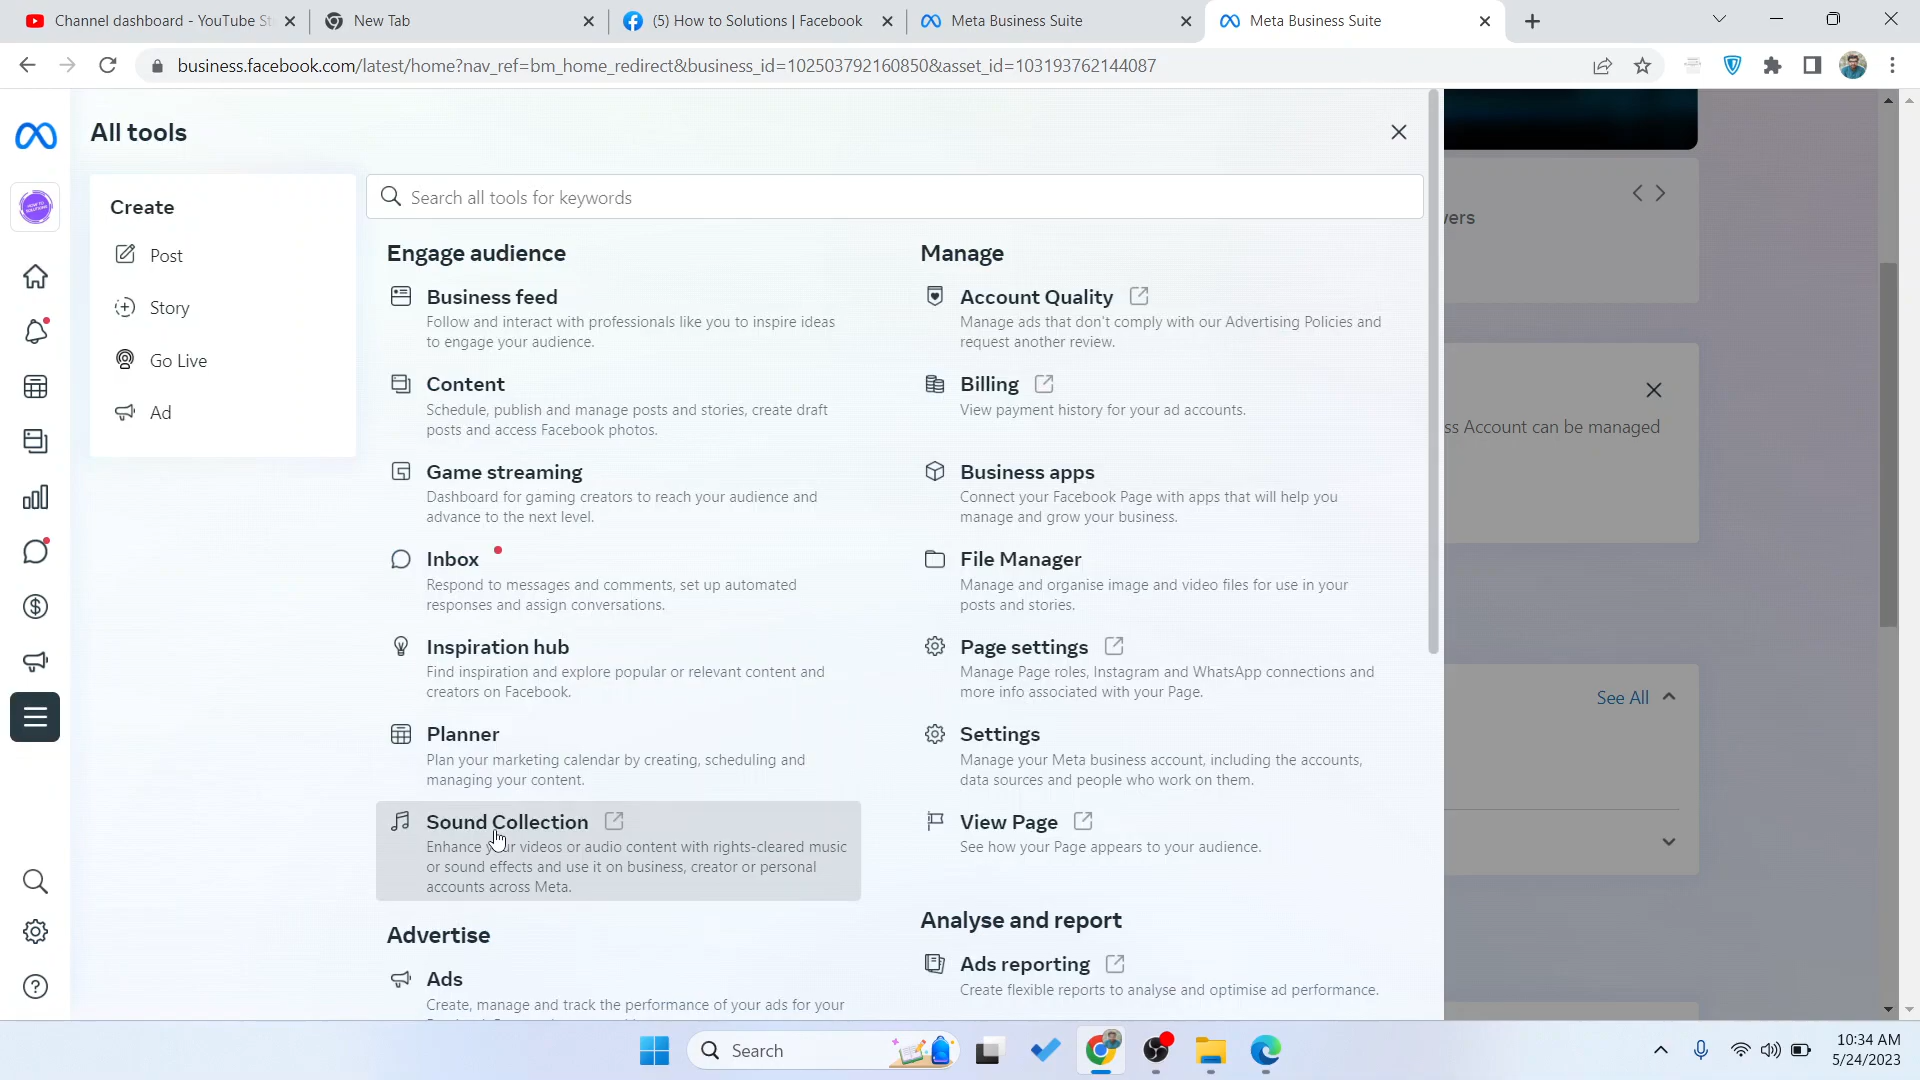 Channel dashboard - YouTube St
New Tab
(5) How to Solutions | Facebook
Meta Business Suite
Meta Business Suite
business.facebook.com/latest/home?nav_ref=bm_home_redirect&business_id=102503792160850&asset_id=103193762144087
All tools
Create
Post
Story
Go Live
Ad
Search all tools for keywords
Engage audience
Business feed
Follow and interact with professionals like you to inspire ideas
to engage your audience.
Content
Schedule, publish and manage posts and stories, create draft
posts and access Facebook photos.
Game streaming
Dashboard for gaming creators to reach your audience and
advance to the next level.
Inbox
Respond to messages and comments, set up automated
responses and assign conversations.
Inspiration hub
Find inspiration and explore popular or relevant content and
creators on Facebook.
Planner
Plan your marketing calendar by creating, scheduling and
managing your content.
Sound Collection
Enhance your videos or audio content with rights-cleared music
or sound effects and use it on business, creator or personal
accounts across Meta.
Advertise
Ads
Create, manage and track the performance of your ads for your
Manage
Account Quality
Manage ads that don't comply with our Advertising Policies and
request another review.
Billing
View payment history for your ad accounts.
Business apps
Connect your Facebook Page with apps that will help you
manage and grow your business.
File Manager
Manage and organise image and video files for use in your
posts and stories.
Page settings
Manage Page roles, Instagram and WhatsApp connections and
more info associated with your Page.
Settings
Manage your Meta business account, including the accounts,
data sources and people who work on them.
View Page
See how your Page appears to your audience.
Analyse and report
Ads reporting
Create flexible reports to analyse and optimise ad performance.
vers
ss Account can be managed
See All
Search
10:34 AM
5/24/2023